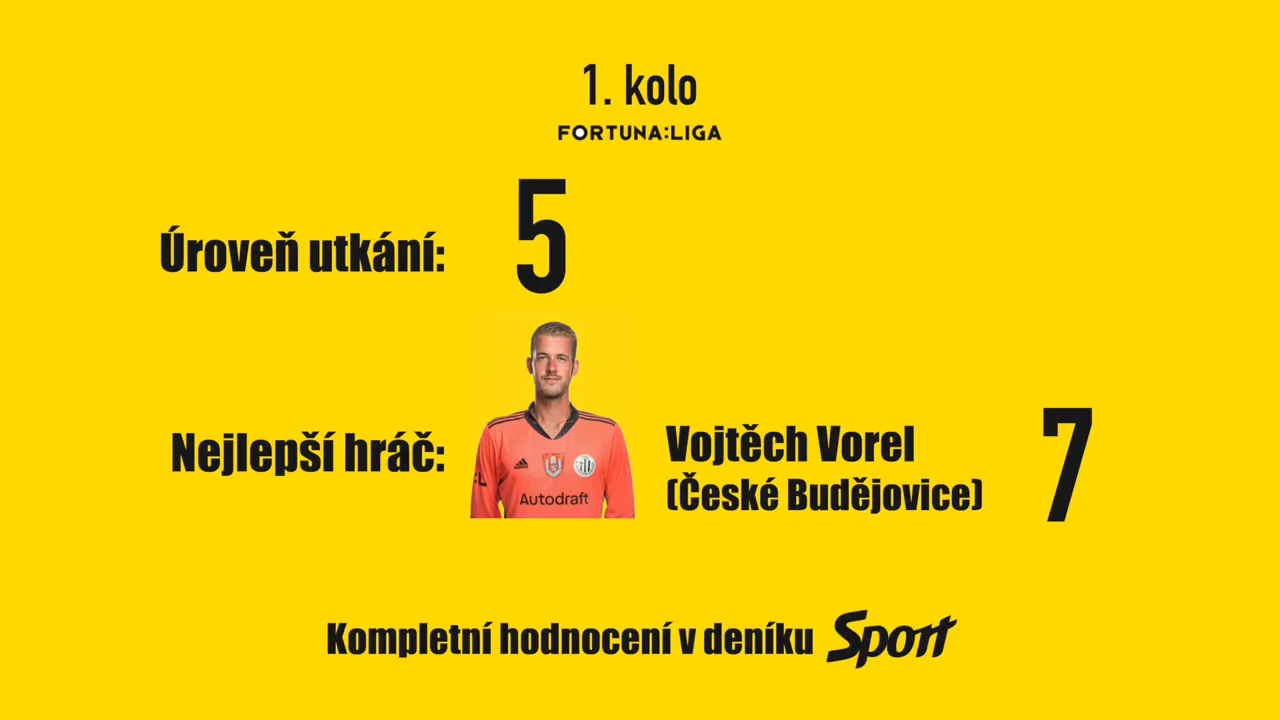 1. kolo
FORTUNA:LIGA
Úroveň utkání: 5
Nejlepší hráč:
Autodraft
Vojtěch Vorel
(České Budějovice)
7
Kompletní hodnocení v deníku Sport